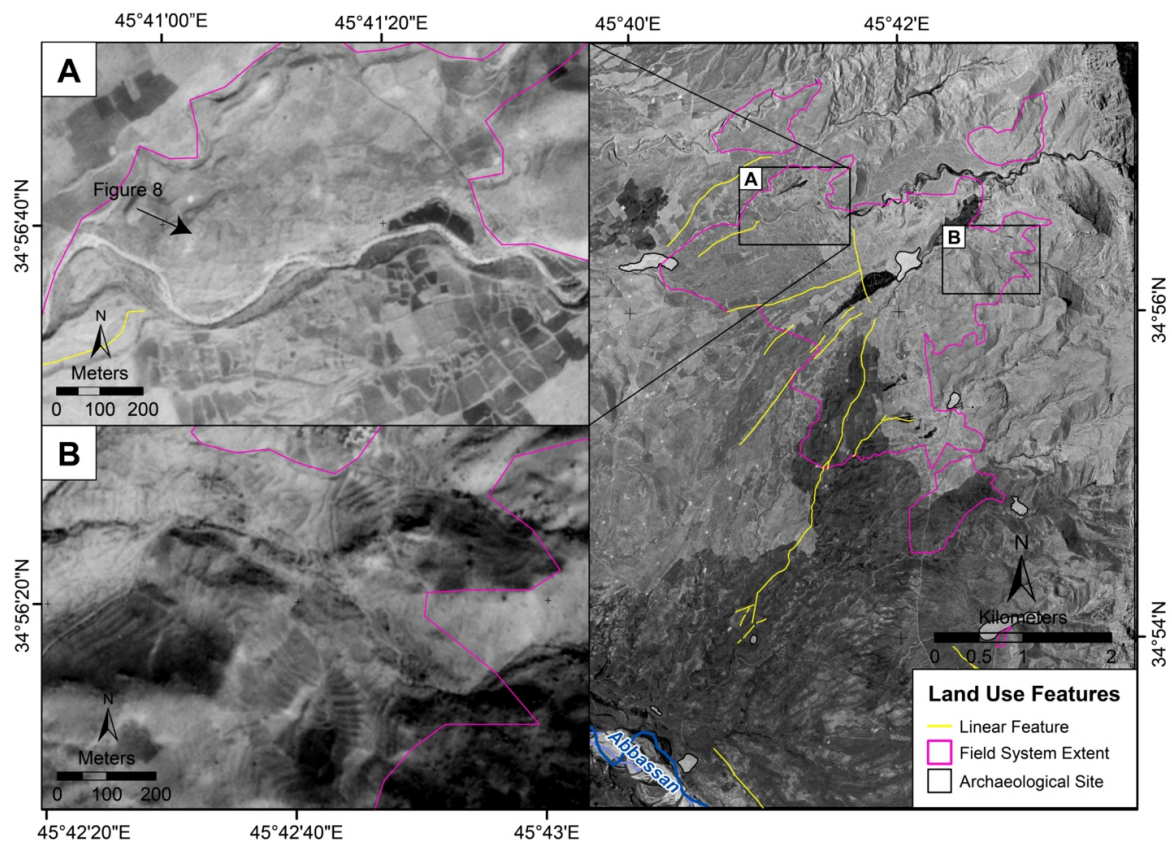 45°41'00"E
45°41'20"E
45°40'E
45°42'E
A
Figure 8
34°56'40"N
N
Meters
0 100 200
B
34°56'20"N
N
Meters
0 100 200
45°42'20"E
45°42'40"E
45°43'E
A
B
34°56'N
34°54'N
N
Kilometers
0 0.5 1 2
Abbassan
Land Use Features
Linear Feature
Field System Extent
Archaeological Site